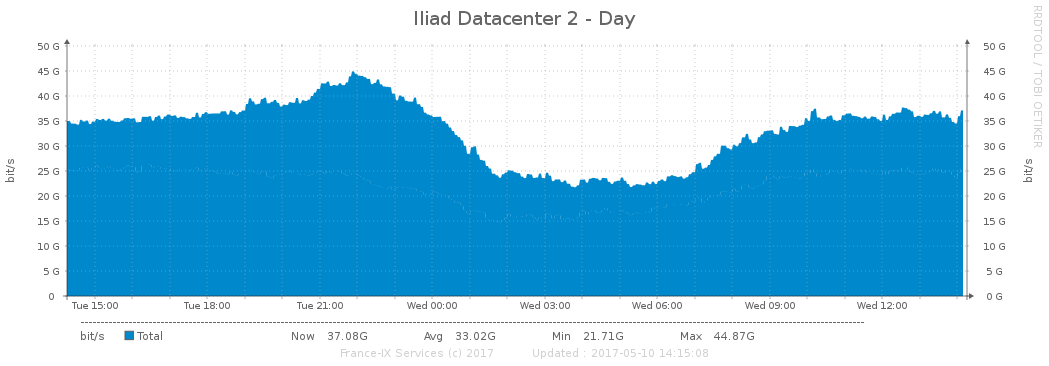 Iliad Datacenter 2 - Day
RRDTOOL / TOBI OETIKER
50 G 50 G
45 G 45 G
40 G 40 G
35 G 35 G
30 G 30 G
25 G 25 G
20 G 20 G
15 G 15 G
10 G 10 G
5 G 5 G
0 0 G
bit/s bit/s
Tue 15:00 Tue 18:00 Tue 21:00 Wed 00:00 Wed 03:00 Wed 06:00 Wed 09:00 Wed 12:00
bit/s Total Now 37.08G Avg 33.02G Min 21.71G Max 44.87G
France-IX Services (c) 2017 Updated : 2017-05-10 14:15:08